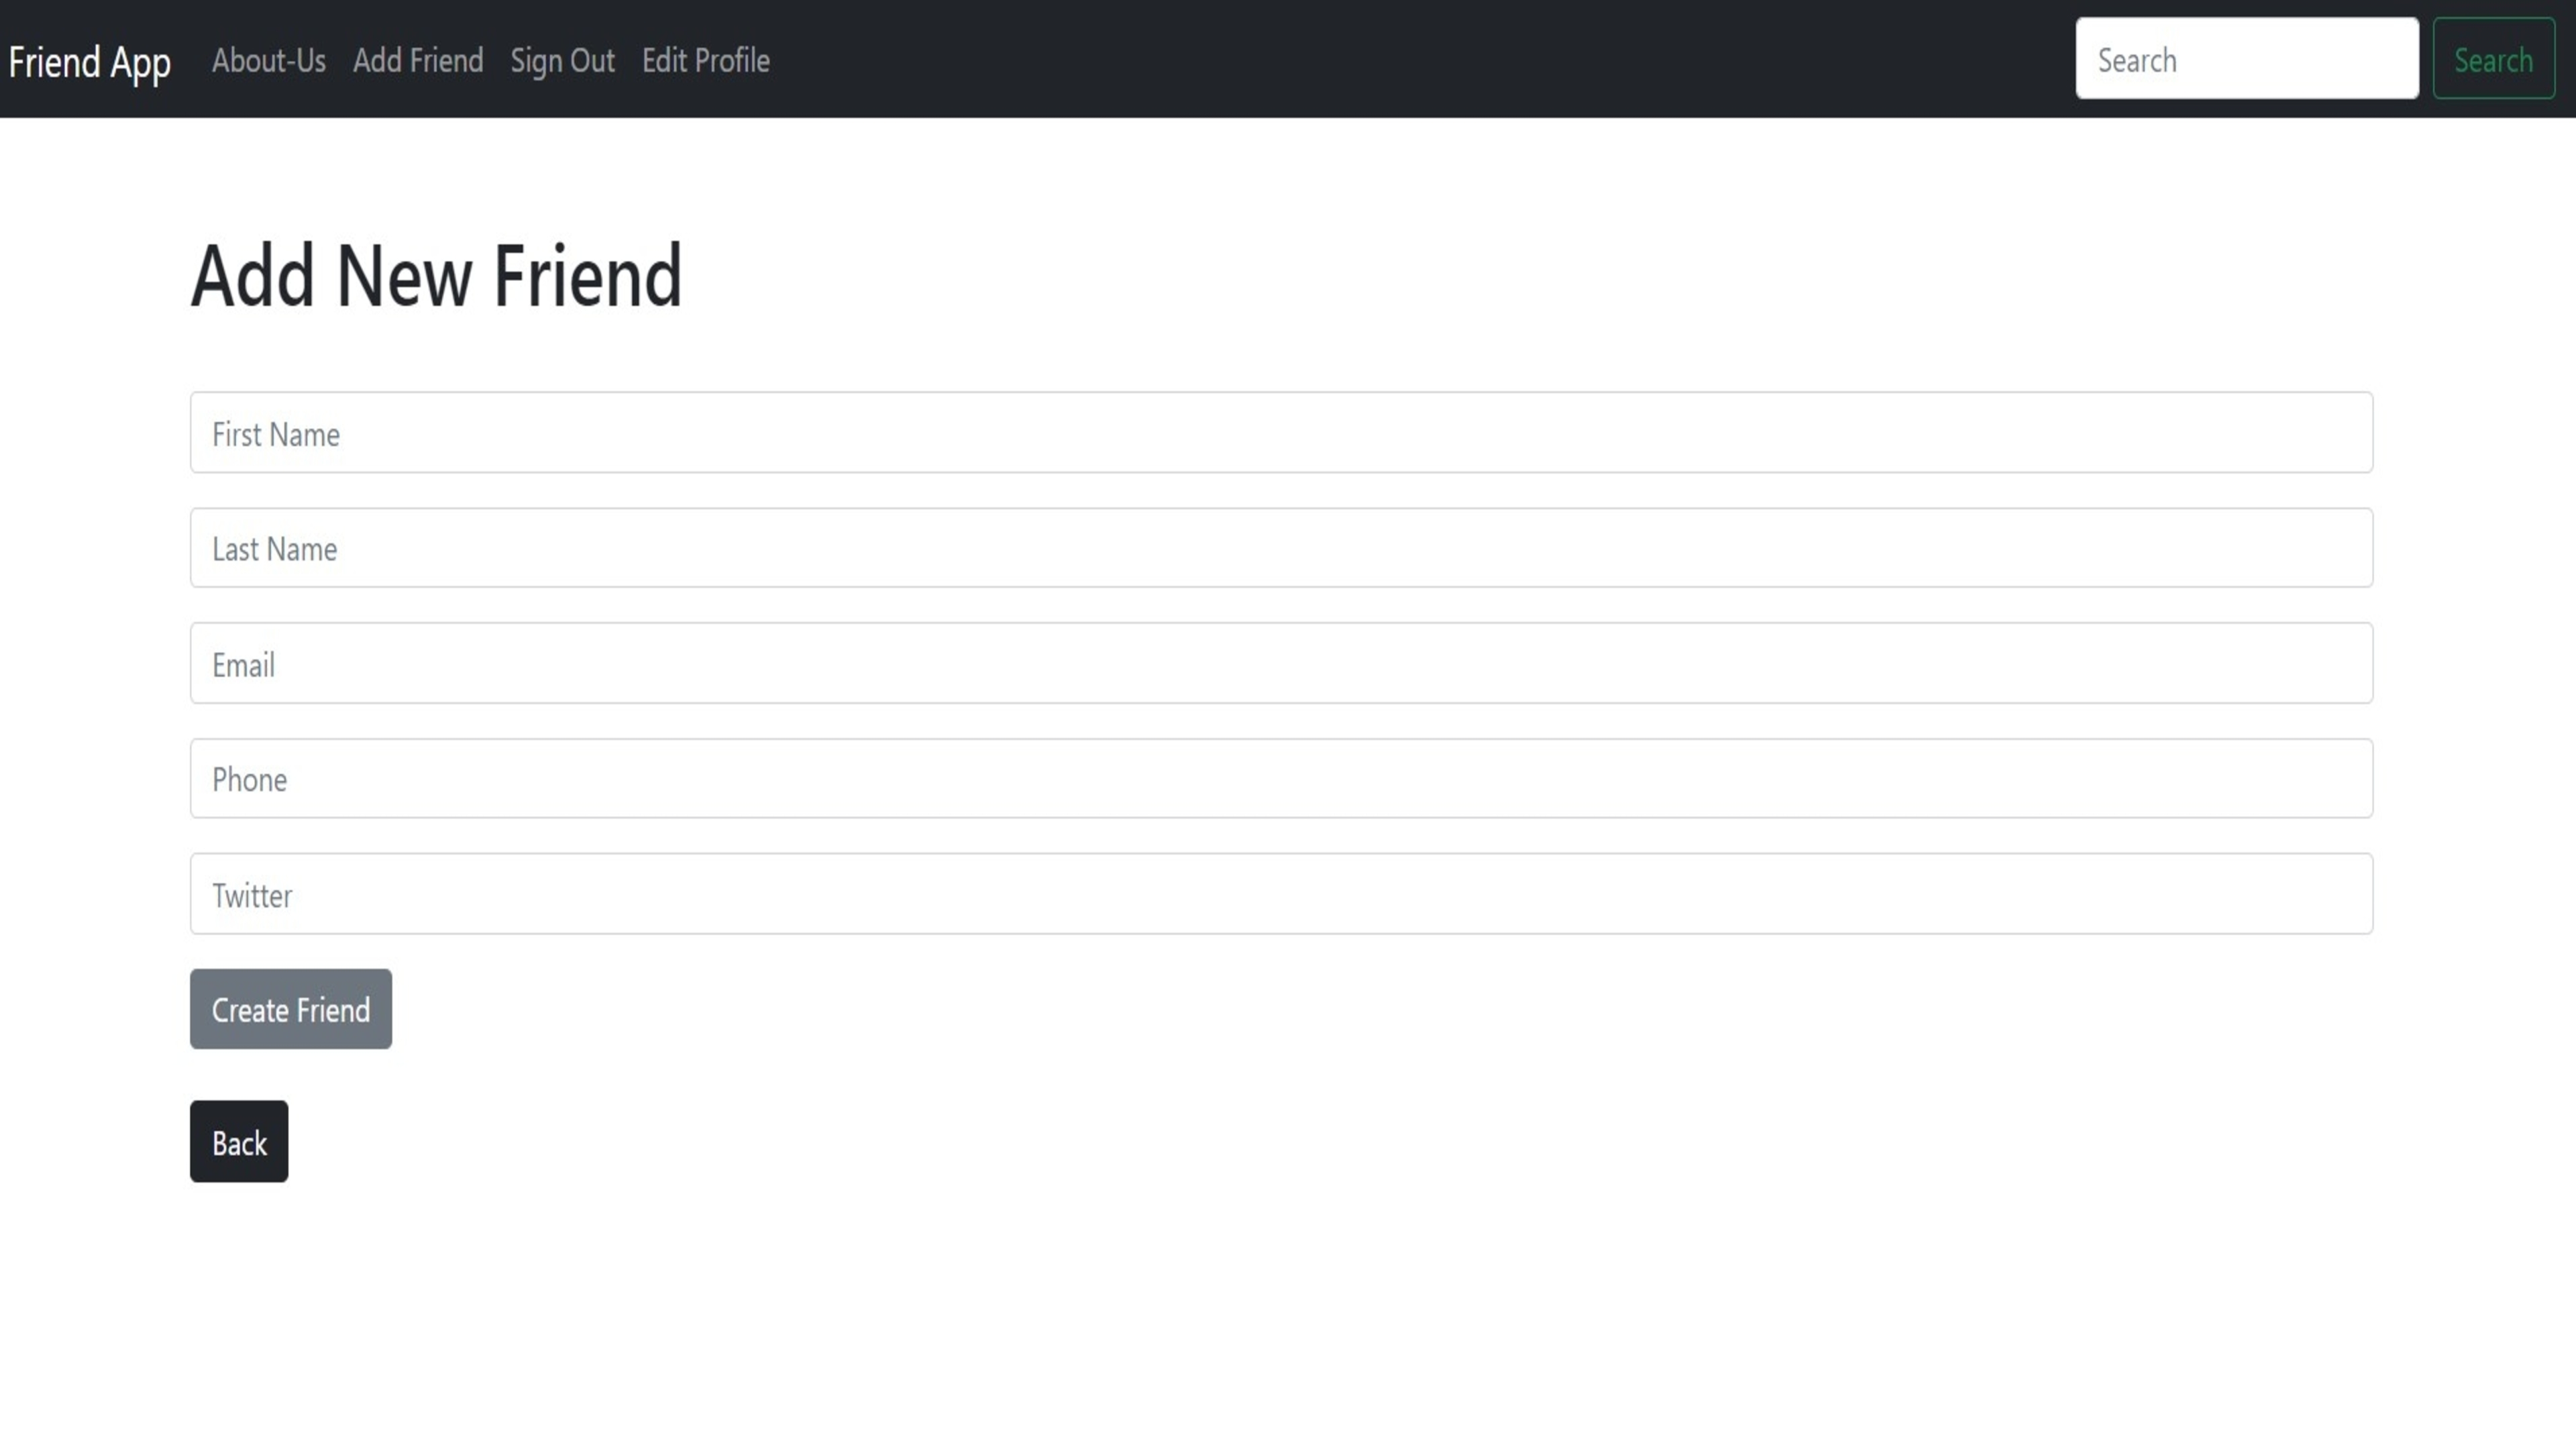 Friend App About-Us Add Friend Sign Out Edit Profile Search Search
Add New Friend
First Name
Last Name
Email
Phone
Twitter
Create Friend
Back